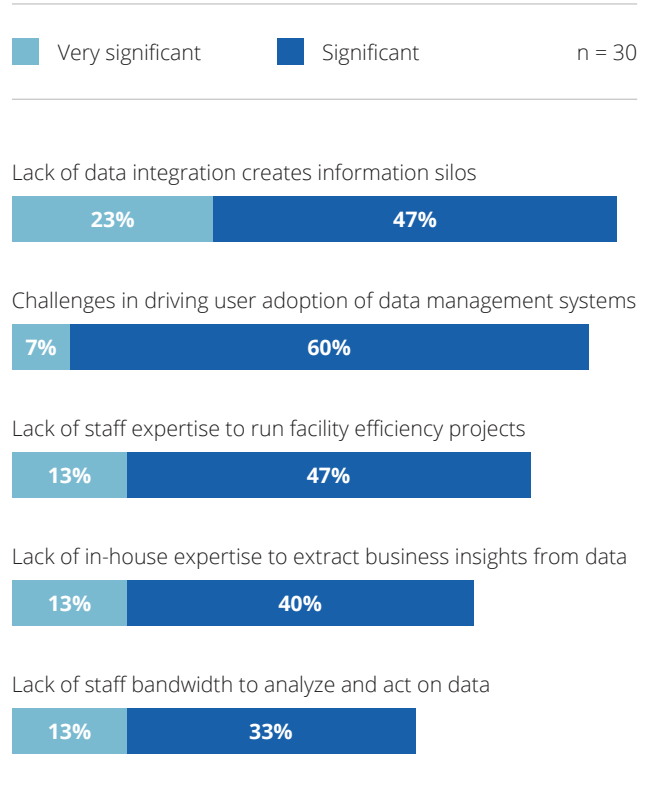 Very significant Significant n = 30
Lack of data integration creates information silos
23% 47%
Challenges in driving user adoption of data management systems
7% 60%
Lack of staff expertise to run facility efficiency projects
13% 47%
Lack of in-house expertise to extract business insights from data
13% 40%
Lack of staff bandwidth to analyze and act on data
13% 33%